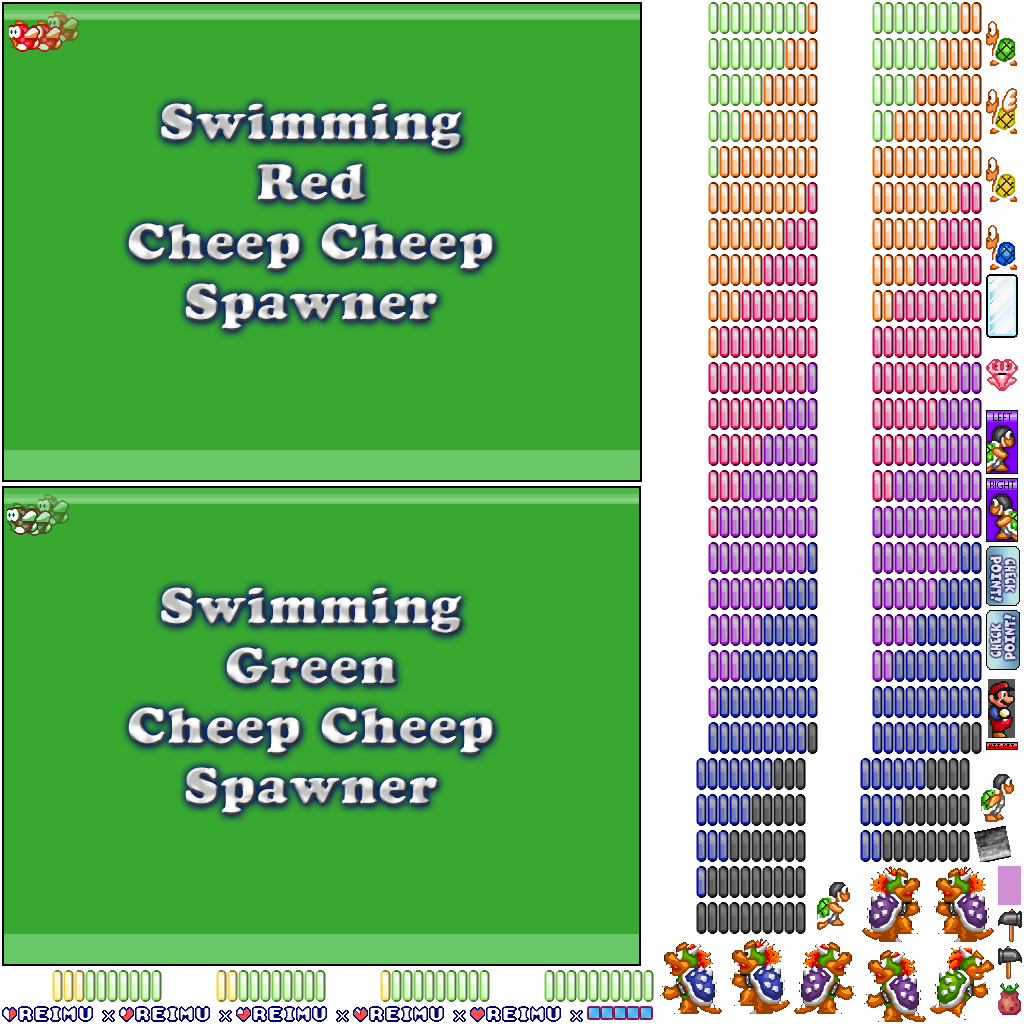 Swimming
Red
Cheep Cheep
Spawner
Swimming
Green
Cheep Cheep
Spawner
REIMU × REIMU × REIMU × REIMU × REIMU ×
LEFT
RIGHT
CHECK
POINT!
CHECK
POINT!